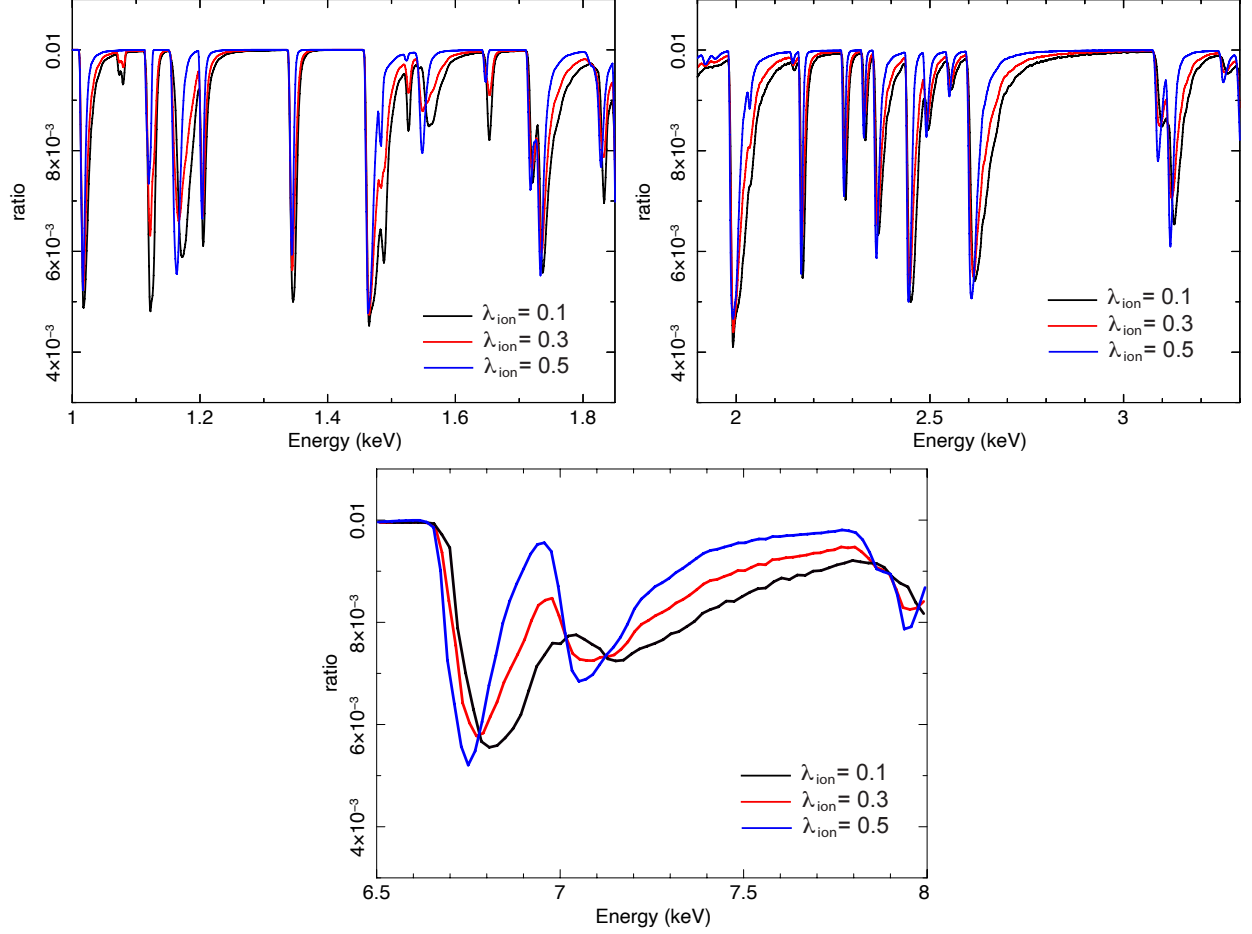 ratio
0.01
8×10⁻³
6×10⁻³
4×10⁻³
λion= 0.1
λion= 0.3
λion= 0.5
1 1.2 1.4 1.6 1.8
Energy (keV)
ratio
0.01
8×10⁻³
6×10⁻³
4×10⁻³
λion= 0.1
λion= 0.3
λion= 0.5
2 2.5 3
Energy (keV)
ratio
0.01
8×10⁻³
6×10⁻³
4×10⁻³
λion= 0.1
λion= 0.3
λion= 0.5
6.5 7 7.5 8
Energy (keV)